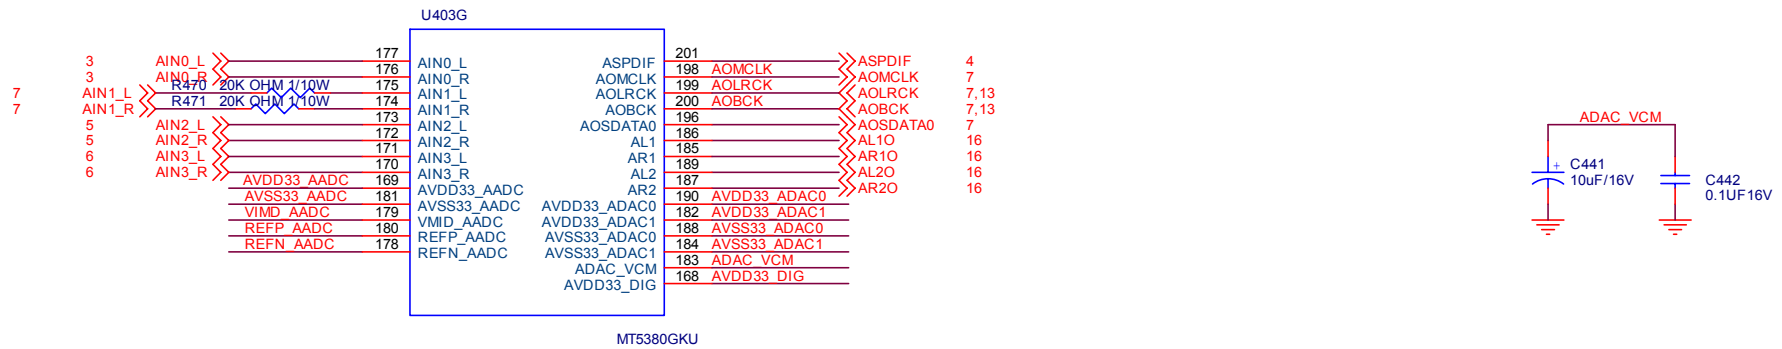 U403G
3 AIN0_L 177 AIN0_L ASPDIF 201 ASPDIF 4
3 AIN0_R 176 AIN0_R AOMCLK 198 AOMCLK AOMCLK 7
7 AIN1_L R470 20K OHM 1/10W 175 AIN1_L AOLRCK 199 AOLRCK AOLRCK 7,13
7 AIN1_R R471 20K OHM 1/10W 174 AIN1_R AOBCK 200 AOBCK AOBCK 7,13
5 AIN2_L 173 AIN2_L AOSDATA0 196 AOSDATA0 7
5 AIN2_R 172 AIN2_R AL1 186 AL1O 16
6 AIN3_L 171 AIN3_L AR1 185 AR1O 16
6 AIN3_R 170 AIN3_R AL2 189 AL2O 16
AVDD33_AADC 169 AVDD33_AADC AR2 187 AR2O 16
AVSS33_AADC 181 AVSS33_AADC AVDD33_ADAC0 190 AVDD33_ADAC0
VIMD_AADC 179 VMID_AADC AVDD33_ADAC1 182 AVDD33_ADAC1
REFP_AADC 180 REFP_AADC AVSS33_ADAC0 188 AVSS33_ADAC0
REFN_AADC 178 REFN_AADC AVSS33_ADAC1 184 AVSS33_ADAC1
ADAC_VCM 183 ADAC_VCM
AVDD33_DIG 168 AVDD33_DIG
MT5380GKU
ADAC_VCM
+ C441
10uF/16V
C442
0.1UF16V